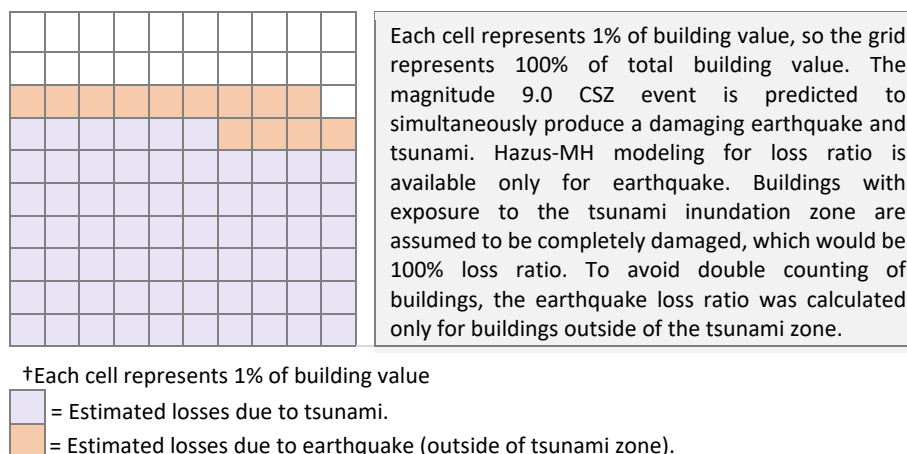 Each cell represents 1% of building value, so the grid
represents 100% of total building value. The
magnitude 9.0 CSZ event is predicted to
simultaneously produce a damaging earthquake and
tsunami. Hazus-MH modeling for loss ratio is
available only for earthquake. Buildings with
exposure to the tsunami inundation zone are
assumed to be completely damaged, which would be
100% loss ratio. To avoid double counting of
buildings, the earthquake loss ratio was calculated
only for buildings outside of the tsunami zone.
†Each cell represents 1% of building value
= Estimated losses due to tsunami.
= Estimated losses due to earthquake (outside of tsunami zone).